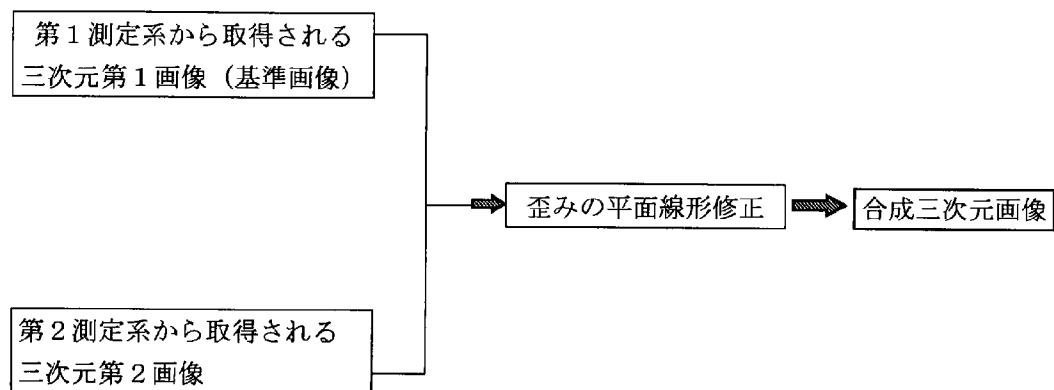 第１測定系から取得される
三次元第１画像（基準画像）
歪みの平面線形修正
合成三次元画像
第２測定系から取得される
三次元第２画像